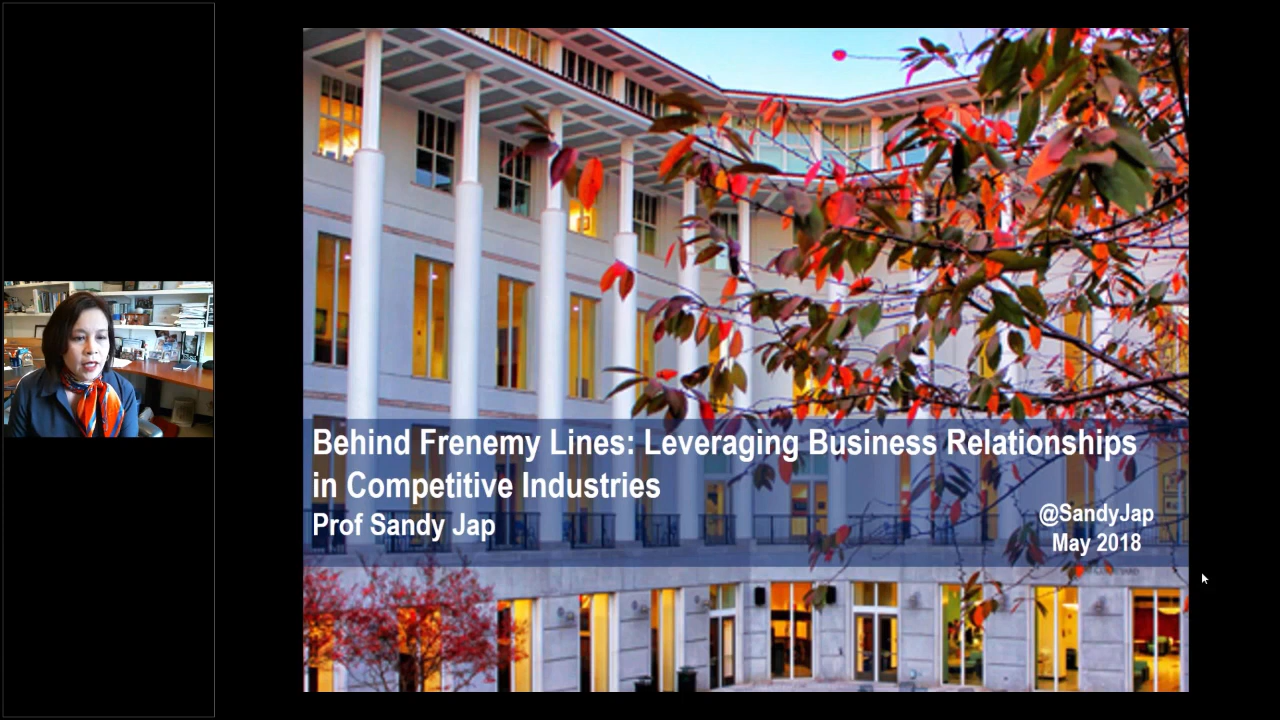 Behind Frenemy Lines: Leveraging Business Relationships
in Competitive Industries
Prof Sandy Jap
@SandyJap
May 2018